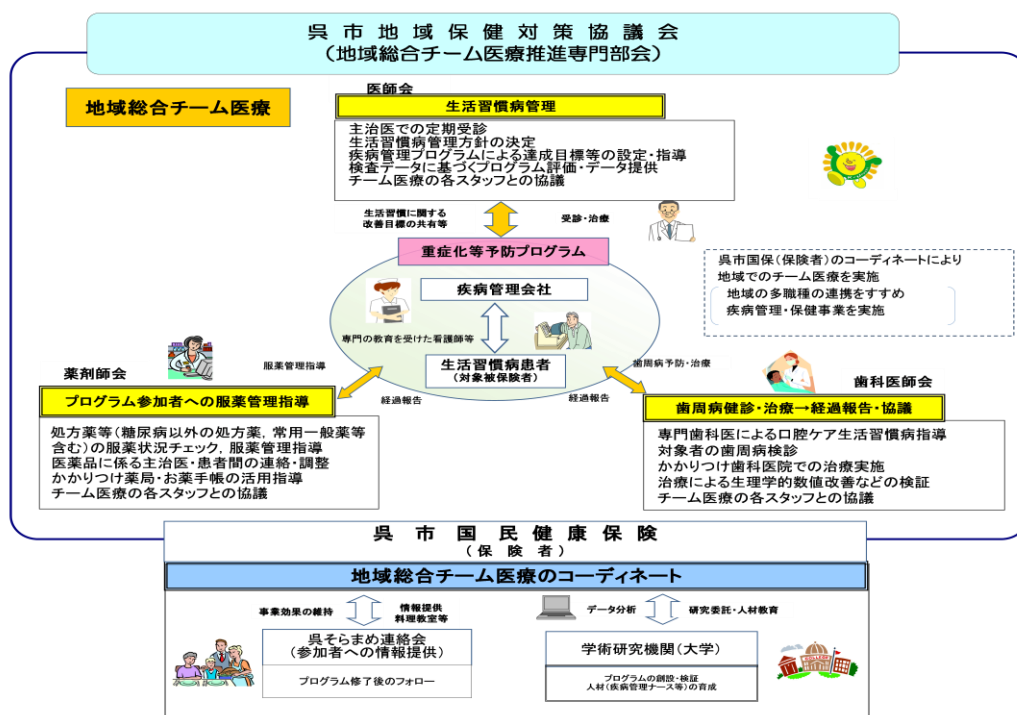 呉市地域保健対策協議会
(地域総合チーム医療推進専門部会)
地域総合チーム医療
医師会
生活習慣病管理
主治医での定期受診
生活習慣病管理方針の決定
疾病管理プログラムによる達成目標等の設定・指導
検査データに基づくプログラム評価・データ提供
チーム医療の各スタッフとの協議
生活習慣に関する
改善目標の共有等
受診・治療
重症化等予防プログラム
疾病管理会社
専門の教育を受けた看護師等
生活習慣病患者
(対象被保険者)
呉市国保(保険者)のコーディネートにより
地域でのチーム医療を実施
地域の多職種の連携をすすめ
疾病管理・保健事業を実施
薬剤師会
服薬管理指導
経過報告
プログラム参加者への服薬管理指導
処方薬等(糖尿病以外の処方薬,常用一般薬等
含む)の服薬状況チェック,服薬管理指導
医薬品に係る主治医・患者間の連絡・調整
かかりつけ薬局・お薬手帳の活用指導
チーム医療の各スタッフとの協議
歯周病予防・治療
経過報告
歯科医師会
歯周病健診・治療→経過報告・協議
専門歯科医による口腔ケア生活習慣病指導
対象者の歯周病検診
かかりつけ歯科医院での治療実施
治療による生理学的数値改善などの検証
チーム医療の各スタッフとの協議
呉市国民健康保険
(保険者)
地域総合チーム医療のコーディネート
事業効果の維持
情報提供
料理教室等
呉そらまめ連絡会
(参加者への情報提供)
プログラム修了後のフォロー
データ分析
研究委託・人材教育
学術研究機関(大学)
プログラムの創設・検証
人材(疾病管理ナース等)の育成